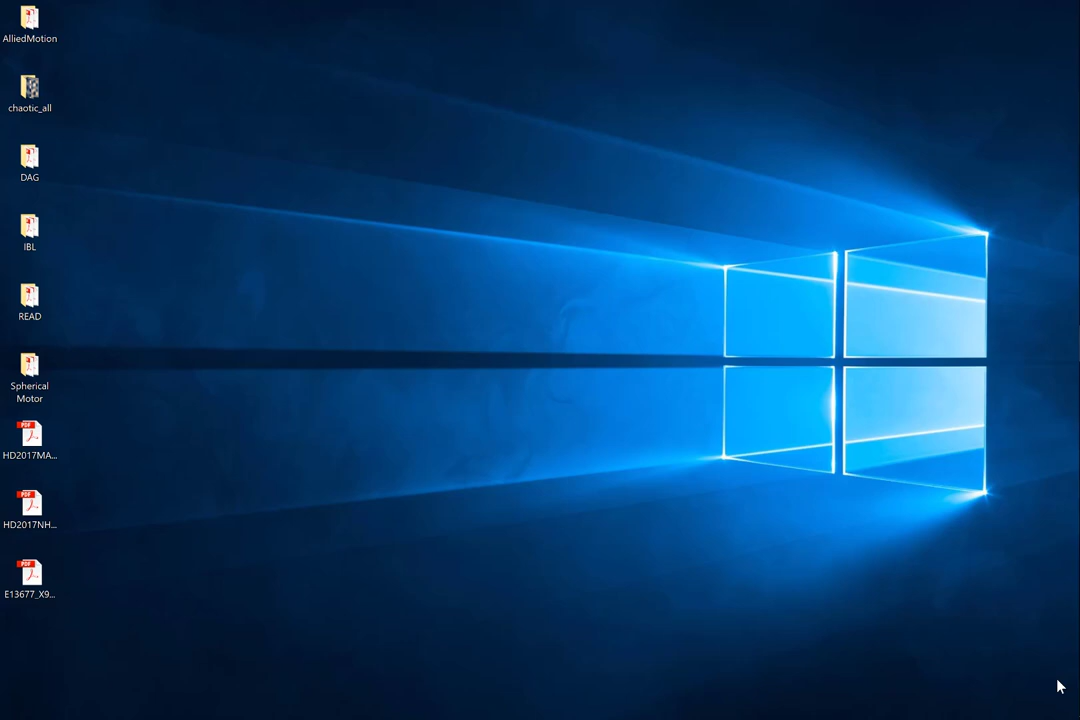 AlliedMotion
chaotic_all
DAG
IBL
READ
Spherical
Motor
PDF
HD2017MA...
PDF
HD2017NH...
PDF
E13677_X9...